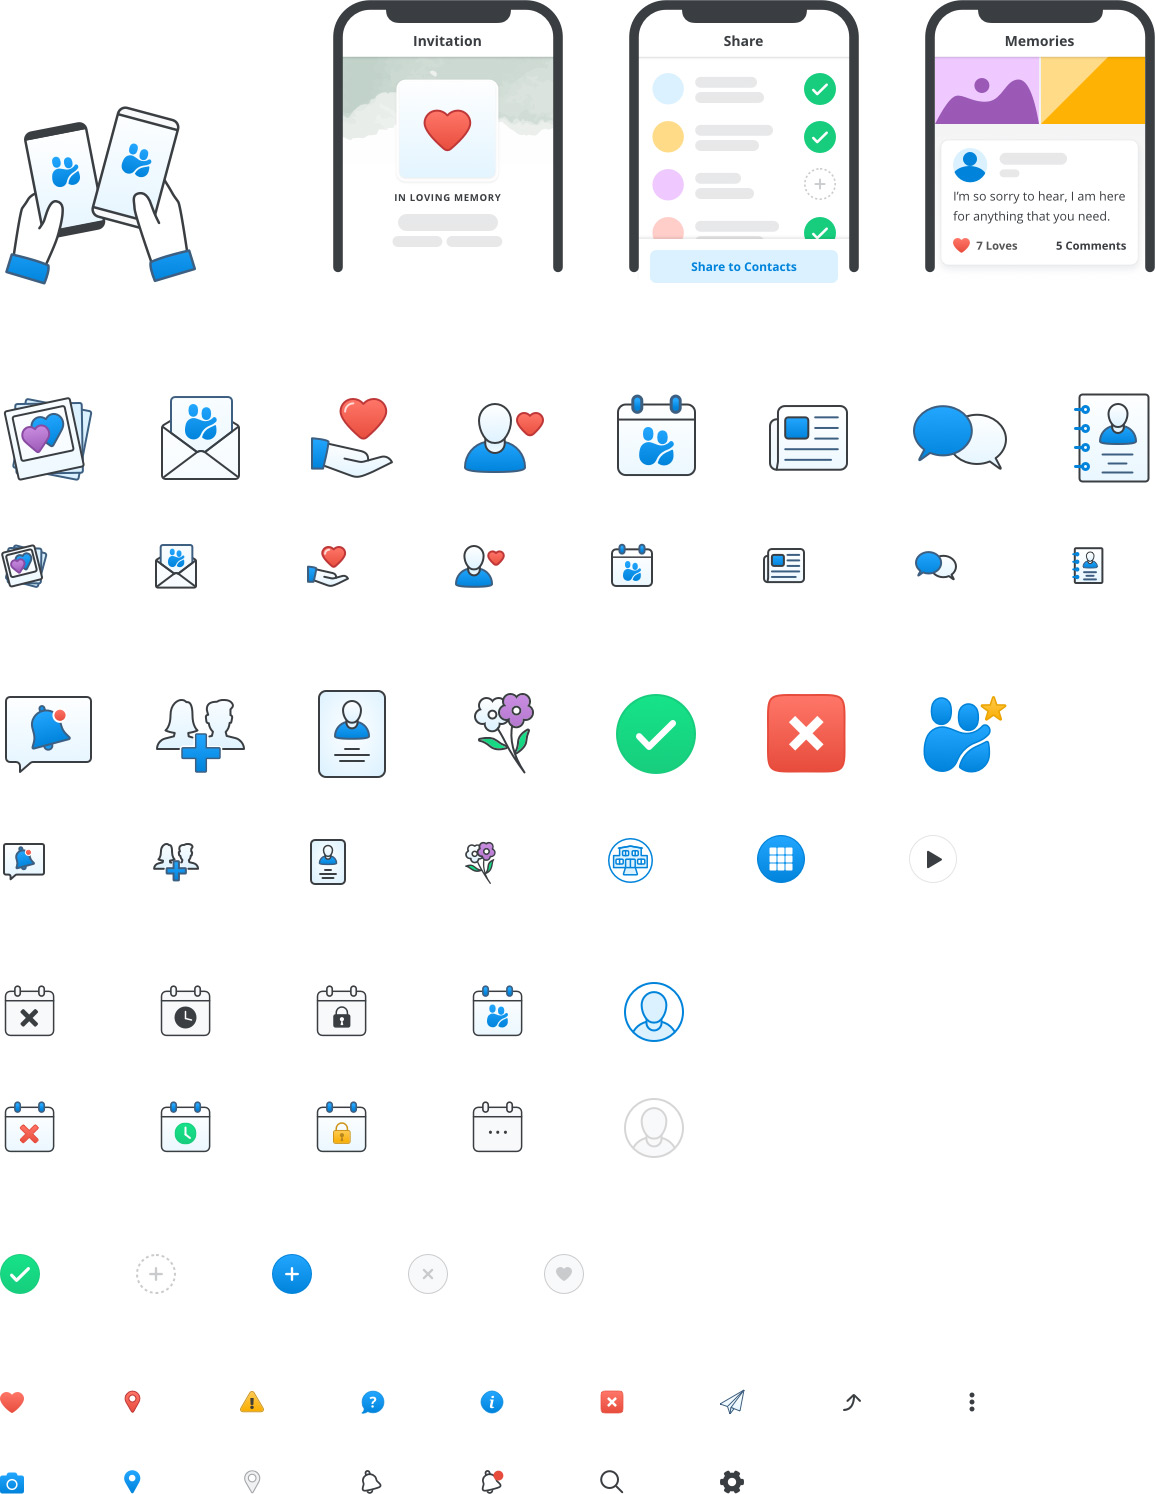 Invitation
IN LOVING MEMORY
Share
Share to Contacts
Memories
I'm so sorry to hear, I am here
for anything that you need.
7 Loves 5 Comments